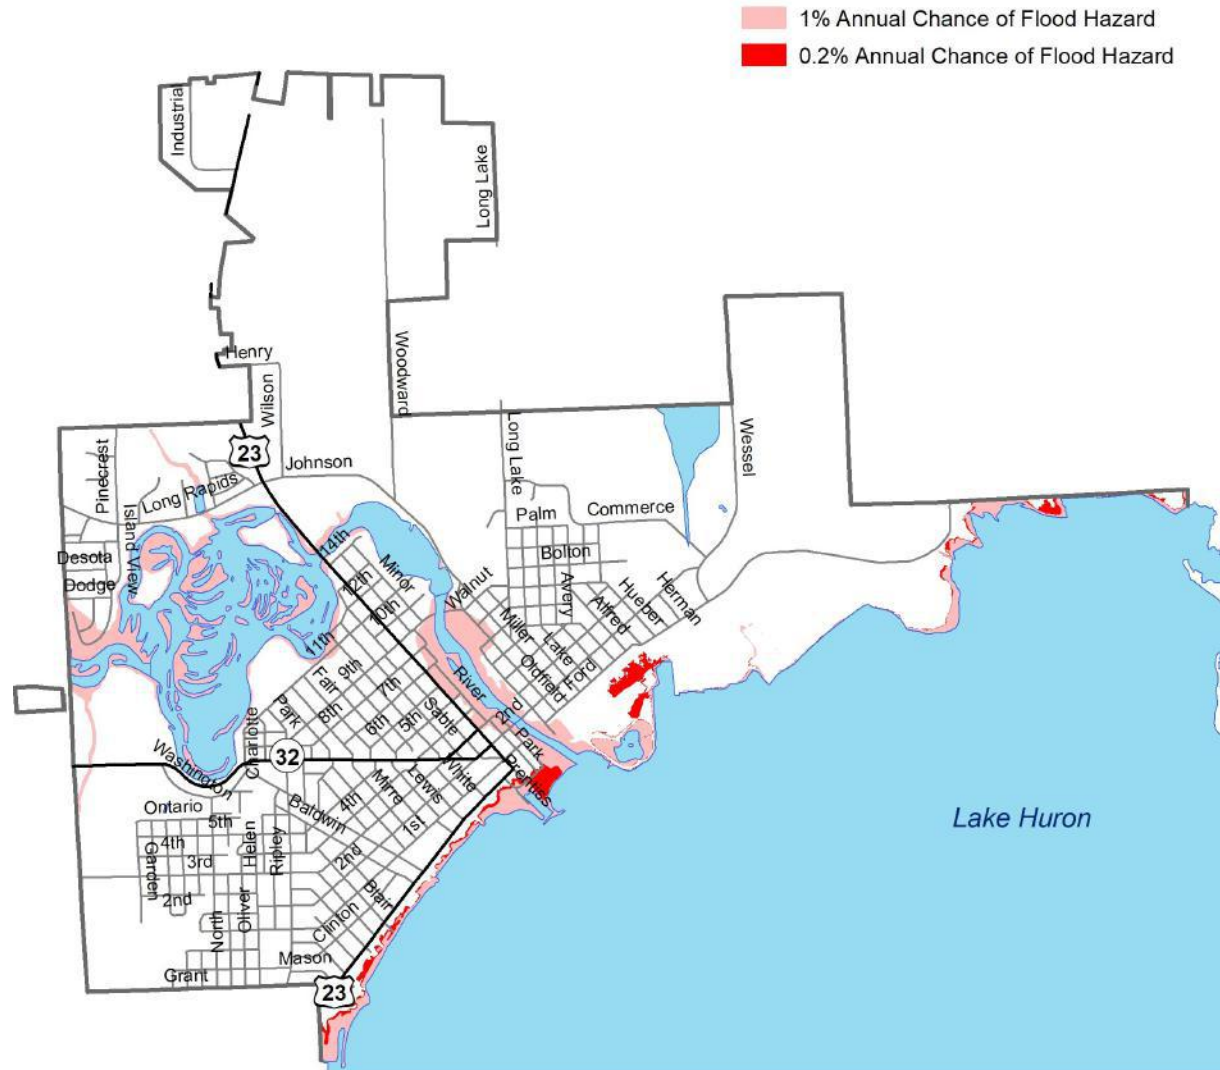 1% Annual Chance of Flood Hazard
0.2% Annual Chance of Flood Hazard
Industrial
Long Lake
Henry
Woodward
Wilson
Long Lake
Wessel
23
Johnson
Pinecrest
Long Rapids
Island View
Palm
Commerce
14th
Desota
Bolton
Minor
Dodge
12th
Walnut
Avery
Hueber
Herman
10th
Alfred
Miller
11th
Lake
9th
Fair
Oldfield
Ford
River
7th
Park
8th
Sable
2nd
6th
5th
Charlotte
Park
32
Washington
White
Prentiss
Lewis
Mirre
4th
Ontario
Baldwin
5th
1st
Lake Huron
4th
Helen
Ripley
3rd
2nd
Garden
2nd
Blair
Oliver
North
Clinton
Mason
Grant
23